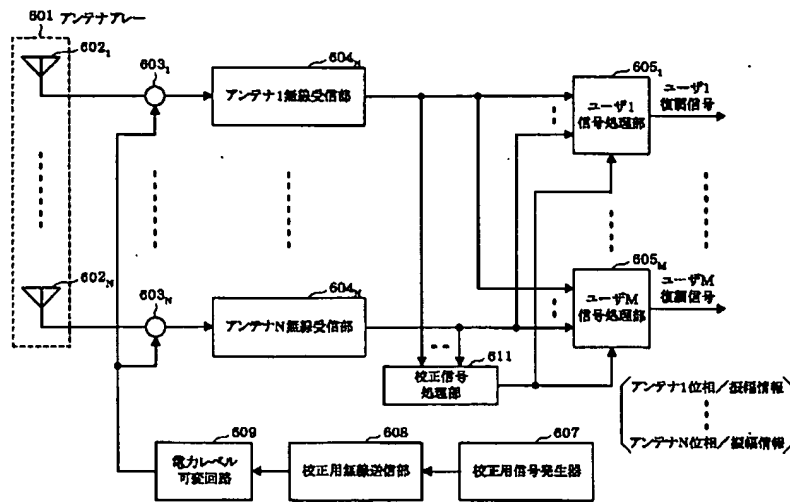 601 アンテナアレー
602₁
603₁
604N
アンテナ1無線受信部
605₁
ユーザ1
信号処理部
ユーザ1
復調信号
602N
603N
604N
アンテナN無線受信部
605M
ユーザM
信号処理部
ユーザM
復調信号
611
校正信号
処理部
アンテナ1位相/振幅情報
アンテナN位相/振幅情報
609
電力レベル
可変回路
608
校正用無線送信部
607
校正用信号発生器